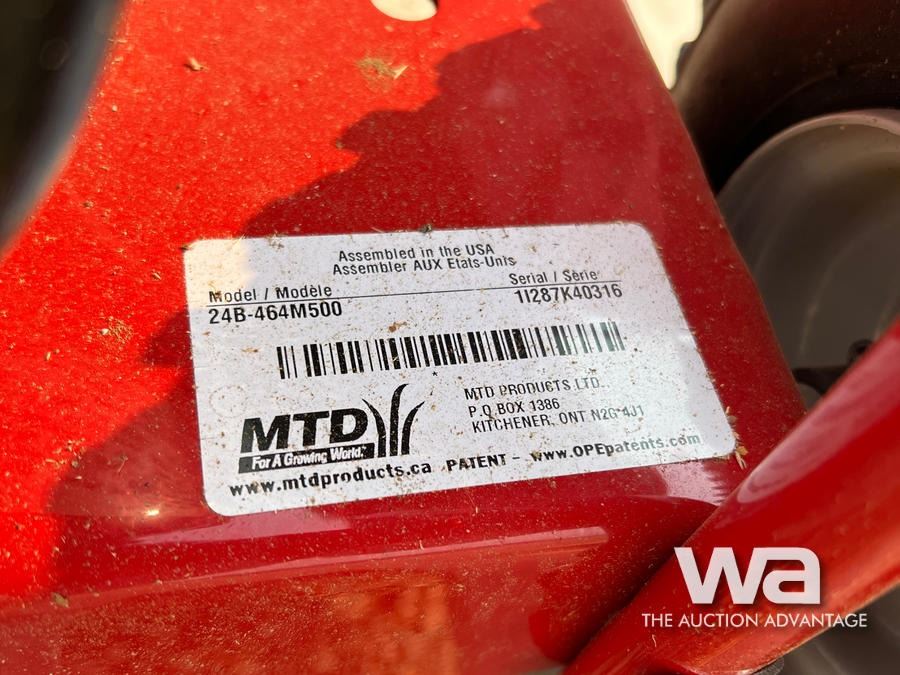 Assembled in the USA
Assembler AUX Etats-Unis
Model / Modèle
Serial / Série
24B-464M500
1I287K40316
MTD
For A Growing World.
MTD PRODUCTS LTD.
P.O BOX 1386
KITCHENER, ONT N2G 4J1
www.mtdproducts.ca
PATENT - www.OPEpatents.com
wa
THE AUCTION ADVANTAGE